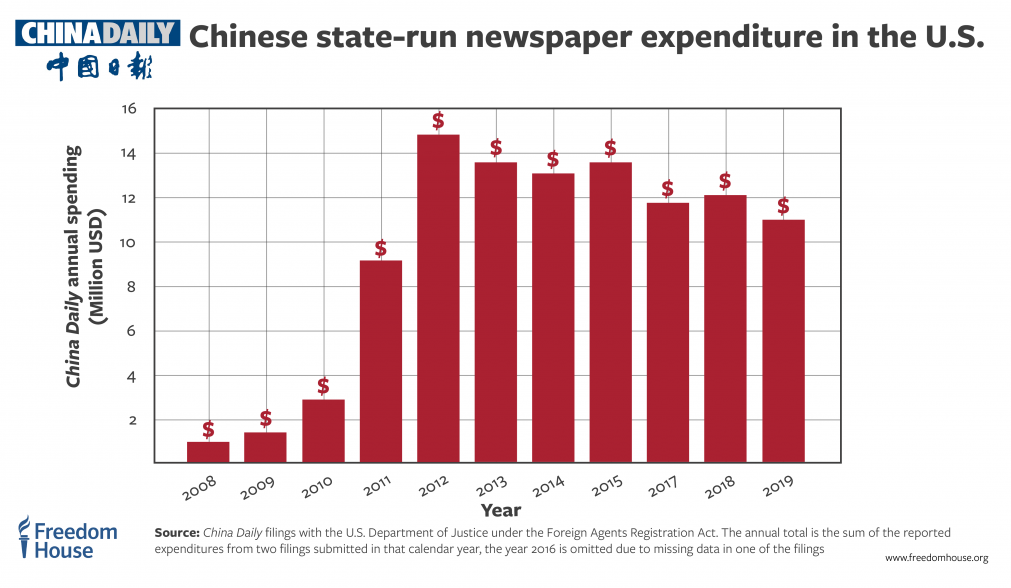 CHINADAILY
中國日報
Chinese state-run newspaper expenditure in the U.S.
China Daily annual spending
(Million USD)
16
14
12
10
8
6
4
2
$ $ $ $ $ $ $ $ $ $ $
2008 2009 2010 2011 2012 2013 2014 2015 2017 2018 2019
Year
Freedom
House
Source: China Daily filings with the U.S. Department of Justice under the Foreign Agents Registration Act. The annual total is the sum of the reported
expenditures from two filings submitted in that calendar year, the year 2016 is omitted due to missing data in one of the filings
www.freedomhouse.org